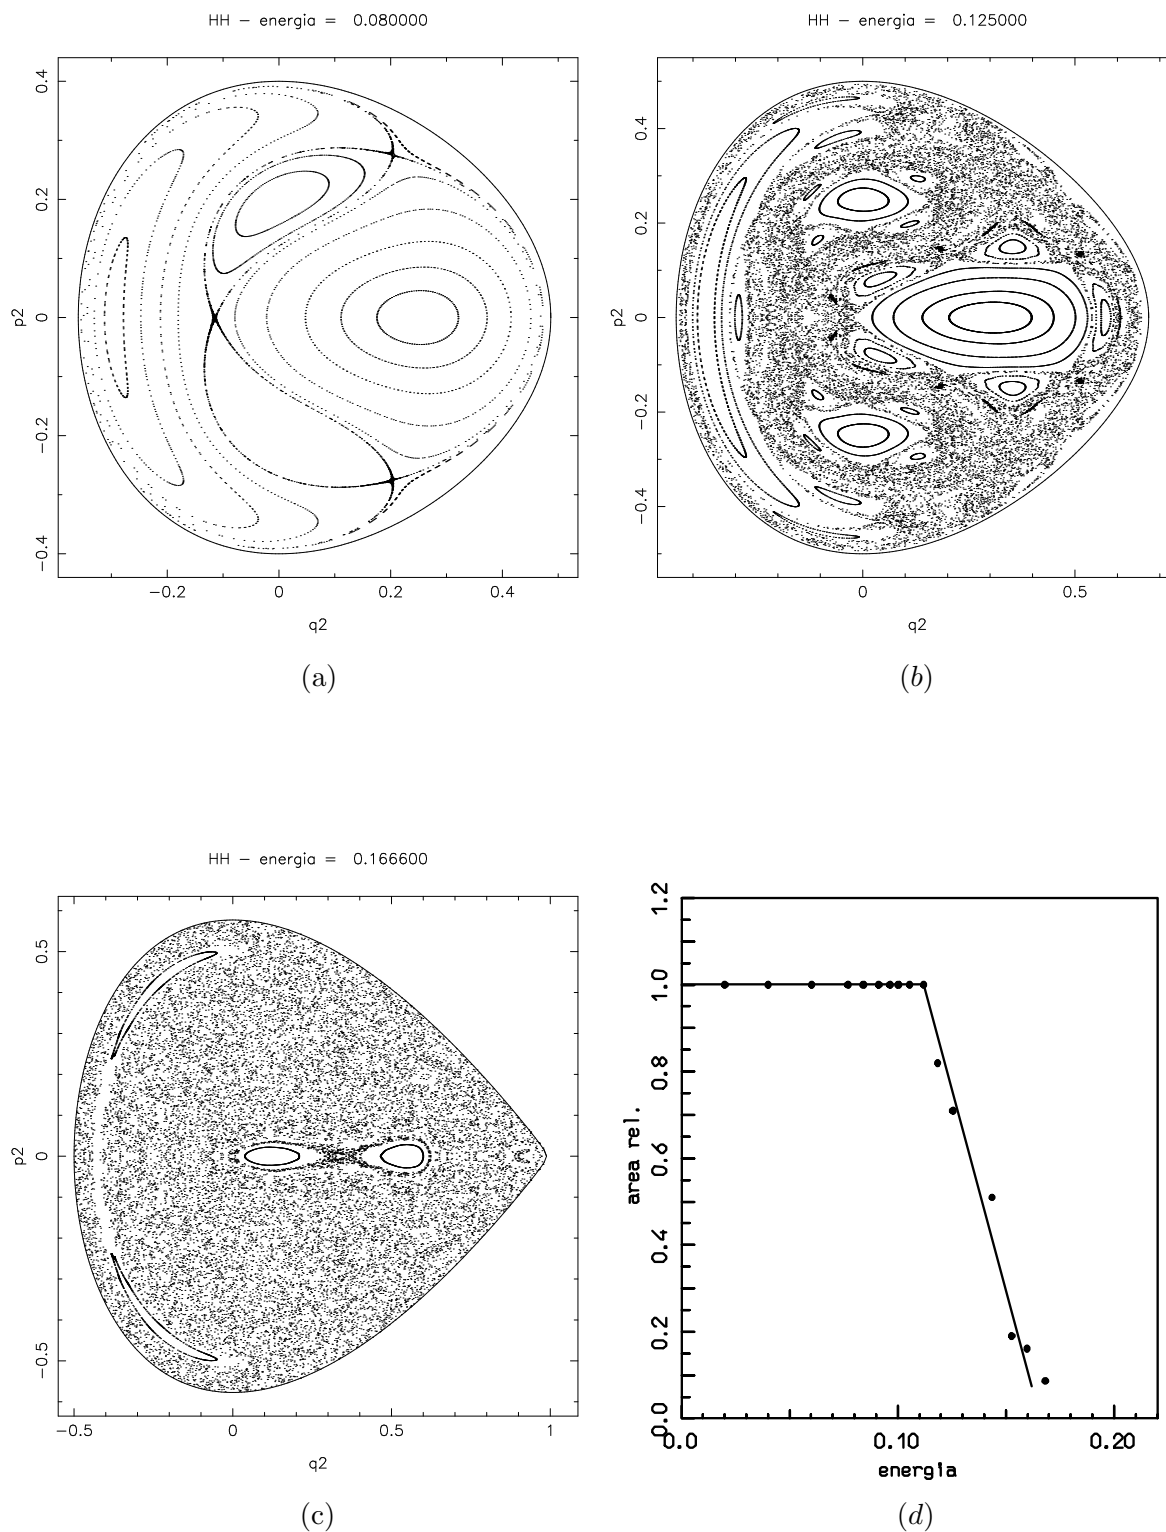 HH − energia = 0.080000
0.4
0.2
0
−0.2
−0.4
p2
−0.2 0 0.2 0.4
q2
(a)
HH − energia = 0.125000
0.4
0.2
0
−0.2
−0.4
p2
0 0.5
q2
(b)
HH − energia = 0.166600
0.5
0
−0.5
p2
−0.5 0 0.5 1
q2
(c)
1.2
1.0
0.8
0.6
0.4
0.2
0.0
area rel.
0.0 0.10 0.20
energia
(d)